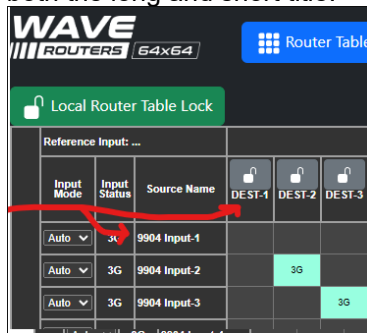 WAVE
ROUTERS 64x64
Router Table
Local Router Table Lock
Reference Input: ...
Input Mode Input Status Source Name DEST-1 DEST-2 DEST-3
Auto 9904 Input-1
Auto 3G 9904 Input-2 3G
Auto 3G 9904 Input-3 3G